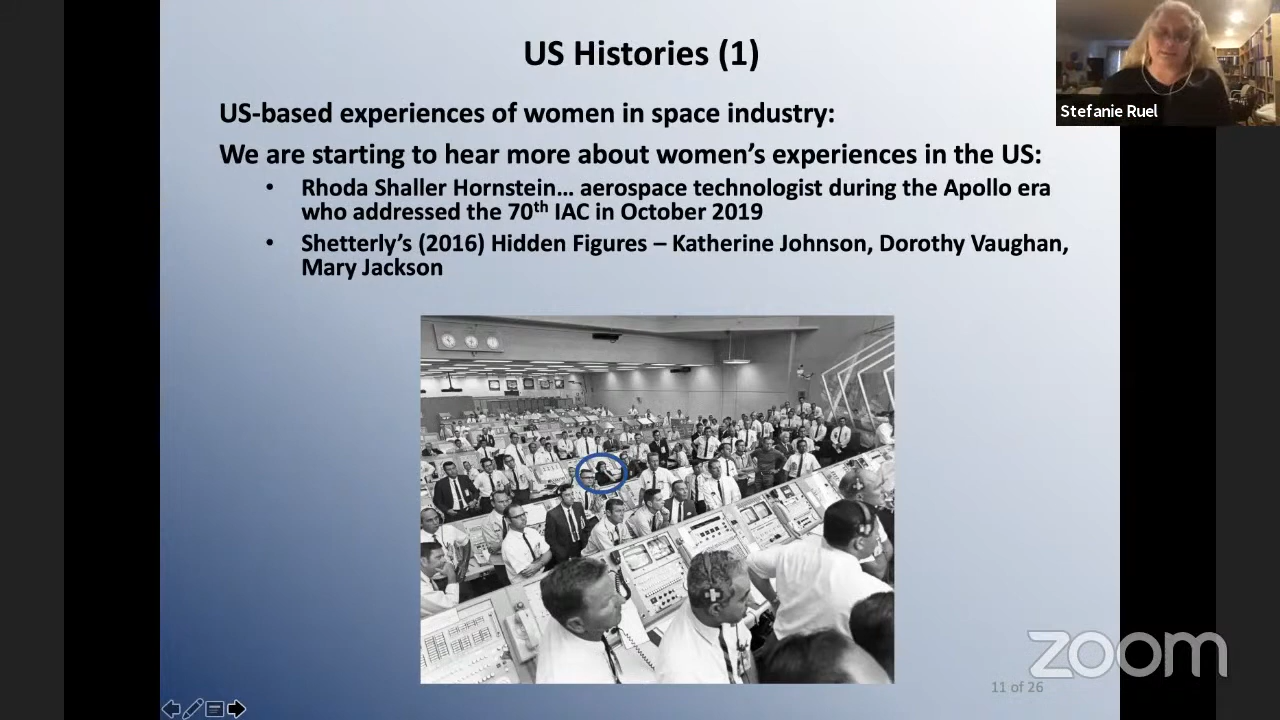 US Histories (1)
Stefanie Ruel
US-based experiences of women in space industry:
We are starting to hear more about women’s experiences in the US:
• Rhoda Shaller Hornstein… aerospace technologist during the Apollo era
who addressed the 70th IAC in October 2019
• Shetterly’s (2016) Hidden Figures – Katherine Johnson, Dorothy Vaughan,
Mary Jackson
zoom
11 of 26